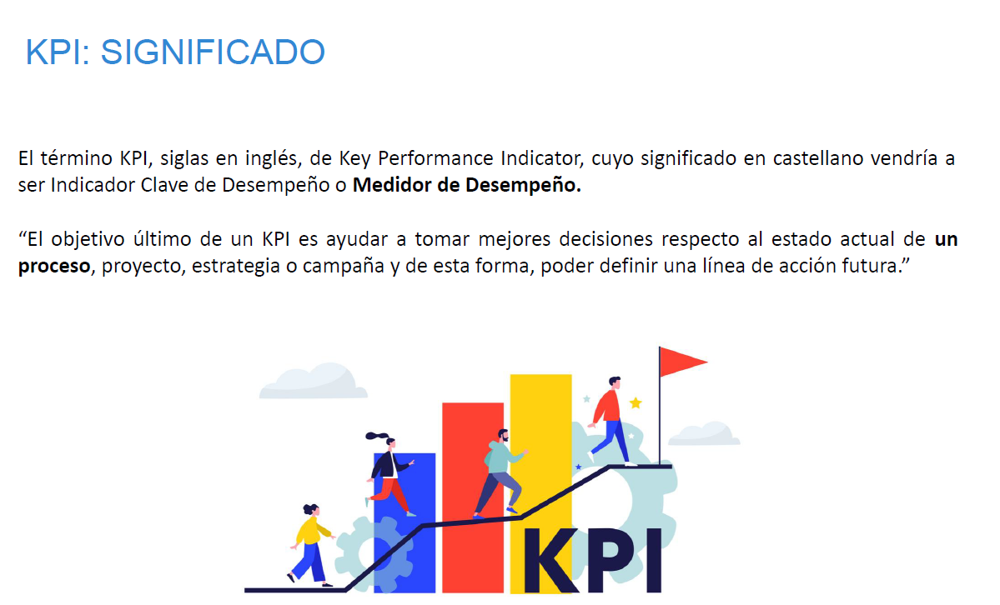 KPI: SIGNIFICADO
El término KPI, siglas en inglés, de Key Performance Indicator, cuyo significado en castellano vendría a
ser Indicador Clave de Desempeño o Medidor de Desempeño.
“El objetivo último de un KPI es ayudar a tomar mejores decisiones respecto al estado actual de un
proceso, proyecto, estrategia o campaña y de esta forma, poder definir una línea de acción futura.”
KPI